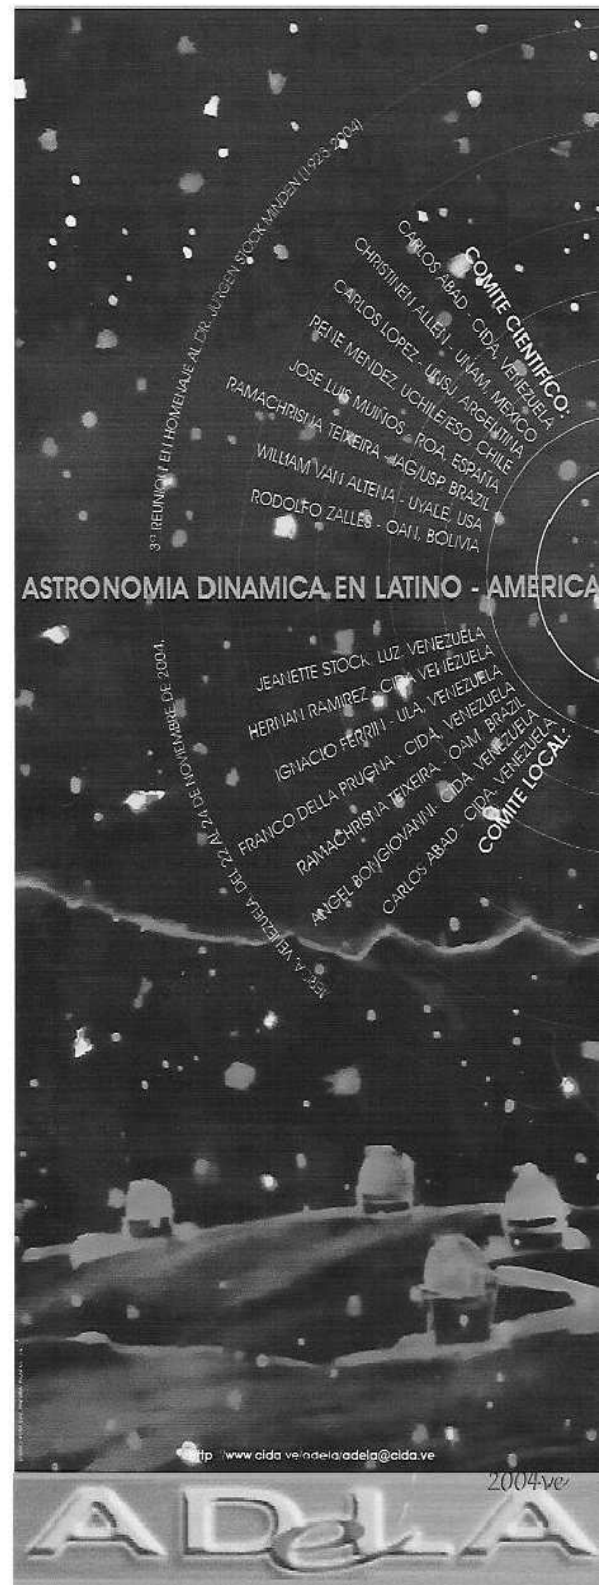 3ª REUNION EN HOMENAJE AL DR. JURGEN STOCK MINDEN (1923-2004)
COMITE CIENTIFICO:
CARLOS ABAD - CIDA, VENEZUELA
CHRISTINEN ALLEN - UNAM, MEXICO
CARLOS LOPEZ - UNSJ, ARGENTINA
RENE MENDEZ, UCHILE/ESO, CHILE
JOSE LUIS MUIÑOS - ROA, ESPAÑA
RAMACHRISNA TEIXEIRA - IAG/USP, BRAZIL
WILLIAM VAN ALTENA - UYALE, USA
RODOLFO ZALLES - OAN, BOLIVIA
ASTRONOMIA DINAMICA EN LATINO - AMERICA
JEANETTE STOCK, LUZ, VENEZUELA
HERNAN RAMIREZ - CIDA VENEZUELA
IGNACIO FERRIN - ULA, VENEZUELA
FRANCO DELLA PRUGNA - CIDA, VENEZUELA
RAMACHRISNA TEIXEIRA - OAM, BRAZIL
ANGEL BONGIOVANNI - CIDA, VENEZUELA
CARLOS ABAD - CIDA, VENEZUELA
COMITE LOCAL:
MERIDA, VENEZUELA DEL 22 AL 24 DE NOVIEMBRE DE 2004.
http www.cida.ve/adela/adela@cida.ve
2004ve
ADeLA